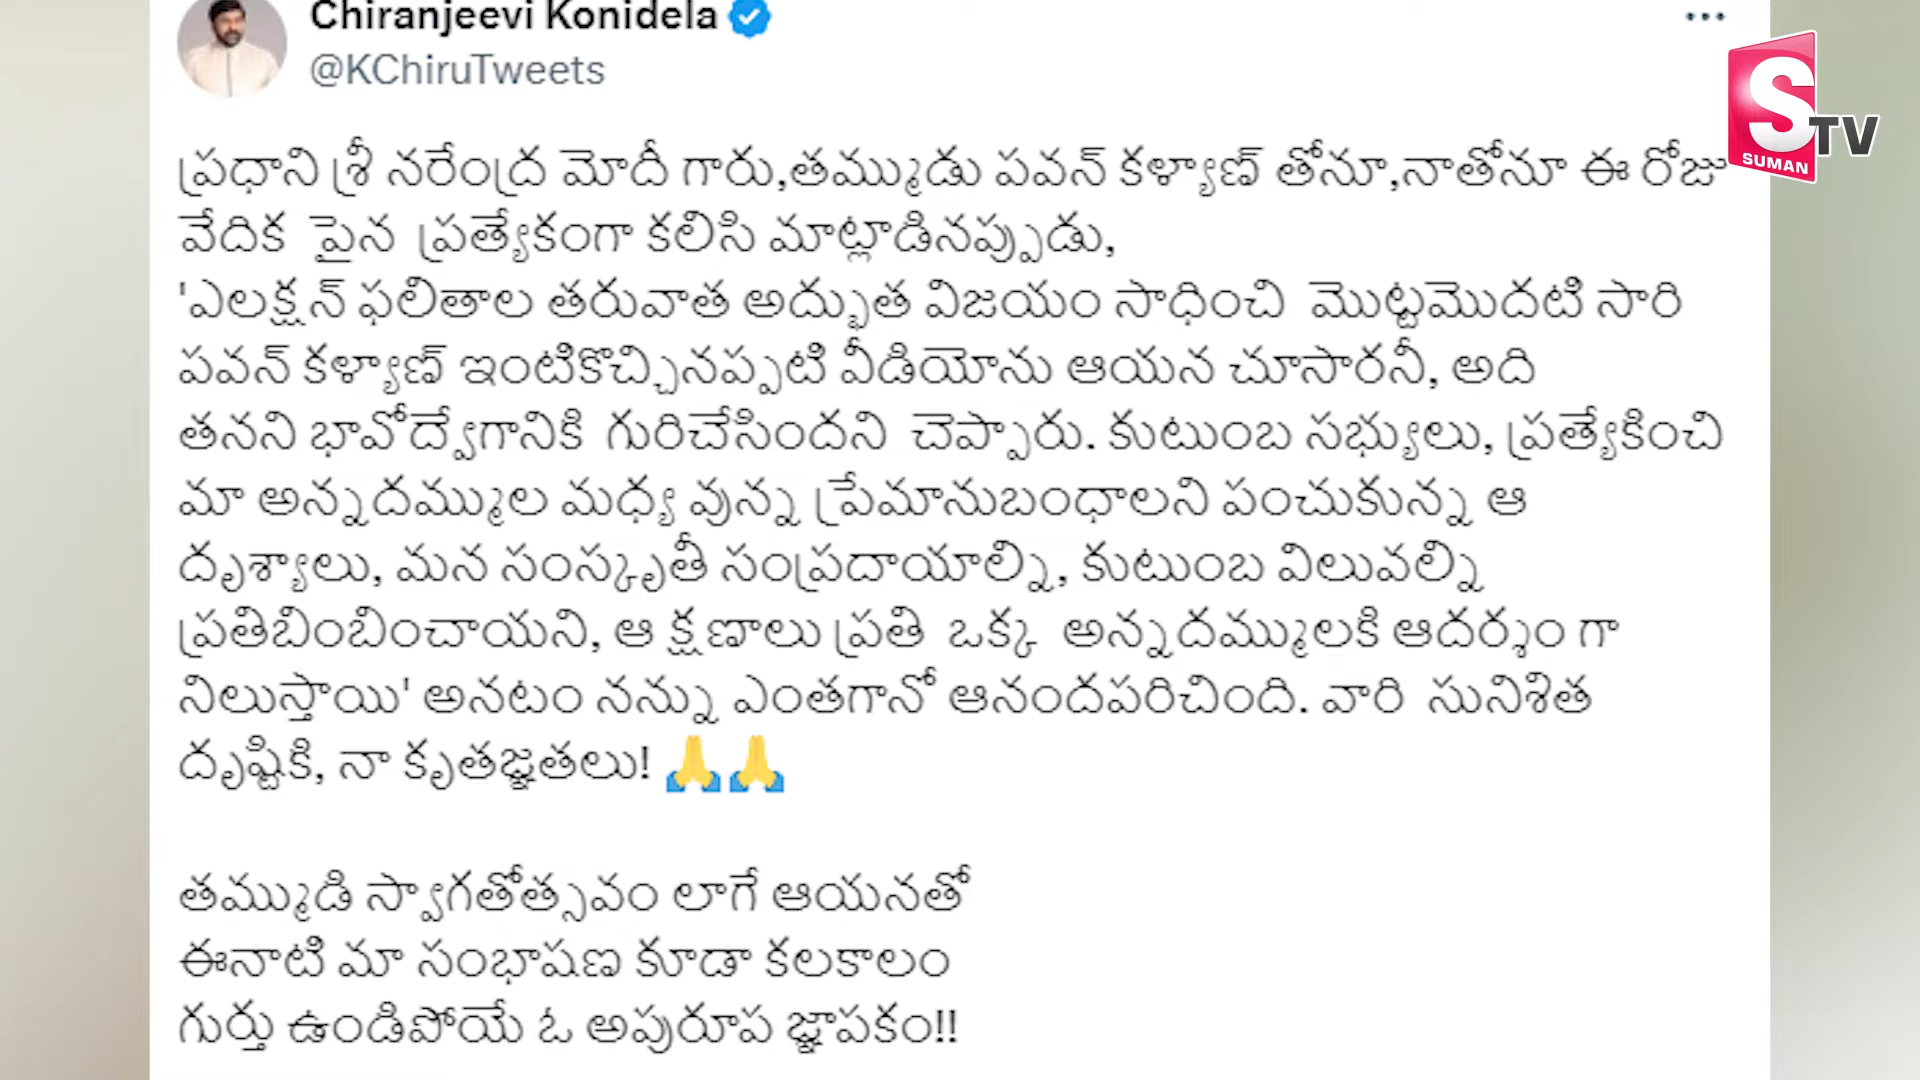 Chiranjeevi Konidela
@KChiruTweets
ప్రధాని శ్రీ నరేంద్ర మోదీ గారు,తమ్ముడు పవన్ కళ్యాణ్ తోనూ,నాతోనూ ఈ రోజు
వేదిక పైన ప్రత్యేకంగా కలిసి మాట్లాడినప్పుడు,
'ఎలక్షన్ ఫలితాల తరువాత అద్భుత విజయం సాధించి మొట్టమొదటి సారి
పవన్ కళ్యాణ్ ఇంటికొచ్చినప్పటి వీడియోను ఆయన చూసారనీ, అది
తనని భావోద్వేగానికి గురిచేసిందని చెప్పారు. కుటుంబ సభ్యులు, ప్రత్యేకించి
మా అన్నదమ్ముల మధ్య వున్న ప్రేమానుబంధాలని పంచుకున్న ఆ
దృశ్యాలు, మన సంస్కృతీ సంప్రదాయాల్ని, కుటుంబ విలువల్ని
ప్రతిబింబించాయని, ఆ క్షణాలు ప్రతి ఒక్క అన్నదమ్ములకి ఆదర్శం గా
నిలుస్తాయి' అనటం నన్ను ఎంతగానో ఆనందపరిచింది. వారి సునిశిత
దృష్టికి, నా కృతజ్ఞతలు! 🙏🙏
తమ్ముడి స్వాగతోత్సవం లాగే ఆయనతో
ఈనాటి మా సంభాషణ కూడా కలకాలం
గుర్తు ఉండిపోయే ఓ అపురూప జ్ఞాపకం!!
S TV
SUMAN